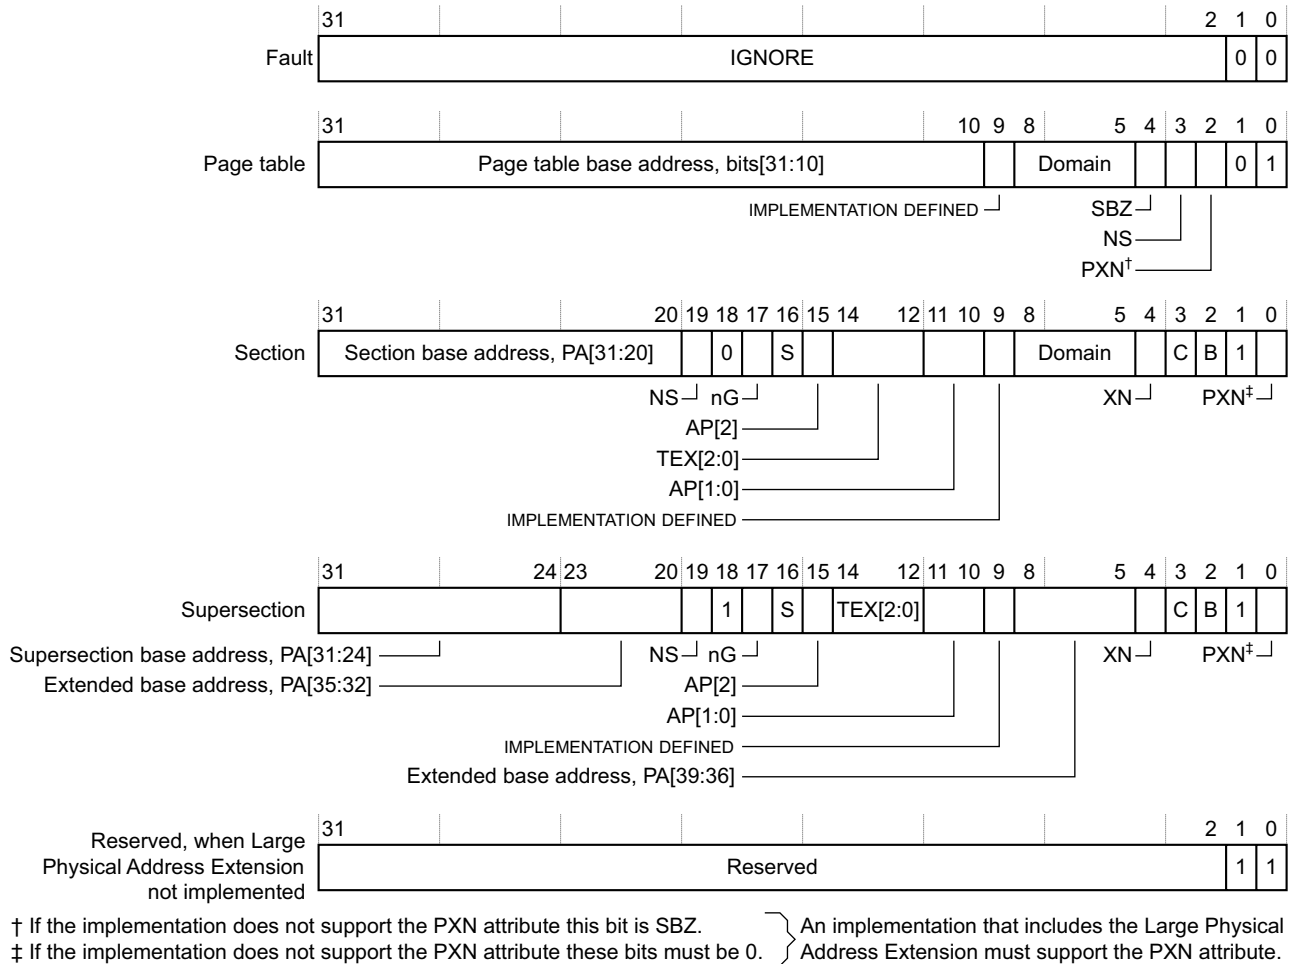 31 2 1 0
Fault IGNORE 0 0
31 10 9 8 5 4 3 2 1 0
Page table Page table base address, bits[31:10] Domain 0 1
IMPLEMENTATION DEFINED SBZ
NS
PXN†
31 20 19 18 17 16 15 14 12 11 10 9 8 5 4 3 2 1 0
Section Section base address, PA[31:20] 0 S Domain C B 1
NS nG XN PXN‡
AP[2]
TEX[2:0]
AP[1:0]
IMPLEMENTATION DEFINED
31 24 23 20 19 18 17 16 15 14 12 11 10 9 8 5 4 3 2 1 0
Supersection 1 S TEX[2:0] C B 1
Supersection base address, PA[31:24] NS nG XN PXN‡
Extended base address, PA[35:32] AP[2]
AP[1:0]
IMPLEMENTATION DEFINED
Extended base address, PA[39:36]
31 2 1 0
Reserved, when Large
Physical Address Extension Reserved 1 1
not implemented
† If the implementation does not support the PXN attribute this bit is SBZ. An implementation that includes the Large Physical
‡ If the implementation does not support the PXN attribute these bits must be 0. Address Extension must support the PXN attribute.